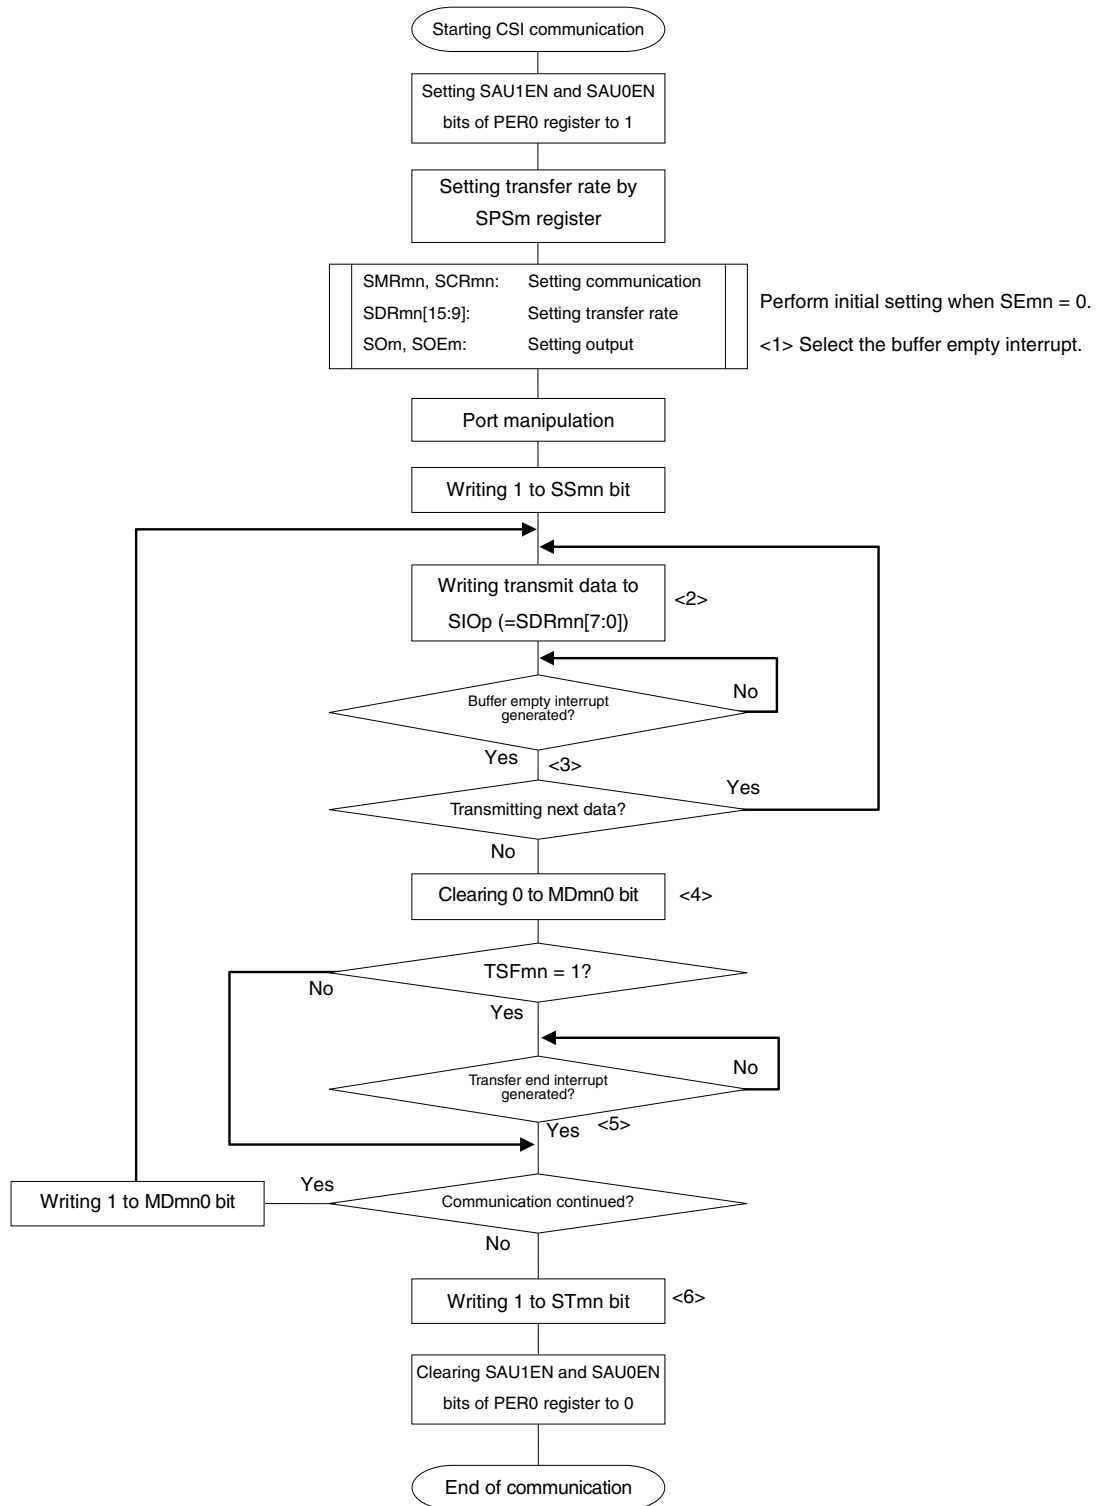 Starting CSI communication
Setting SAU1EN and SAU0EN
bits of PER0 register to 1
Setting transfer rate by
SPSm register
SMRmn, SCRmn: Setting communication
SDRmn[15:9]: Setting transfer rate
SOm, SOEm: Setting output
Perform initial setting when SEmn = 0.
<1> Select the buffer empty interrupt.
Port manipulation
Writing 1 to SSmn bit
Writing transmit data to
SIOp (=SDRmn[7:0])
<2>
Buffer empty interrupt
generated?
No
Yes
<3>
Transmitting next data?
Yes
No
Clearing 0 to MDmn0 bit
<4>
TSFmn = 1?
No
Yes
Transfer end interrupt
generated?
No
Yes
<5>
Communication continued?
Yes
Writing 1 to MDmn0 bit
No
Writing 1 to STmn bit
<6>
Clearing SAU1EN and SAU0EN
bits of PER0 register to 0
End of communication